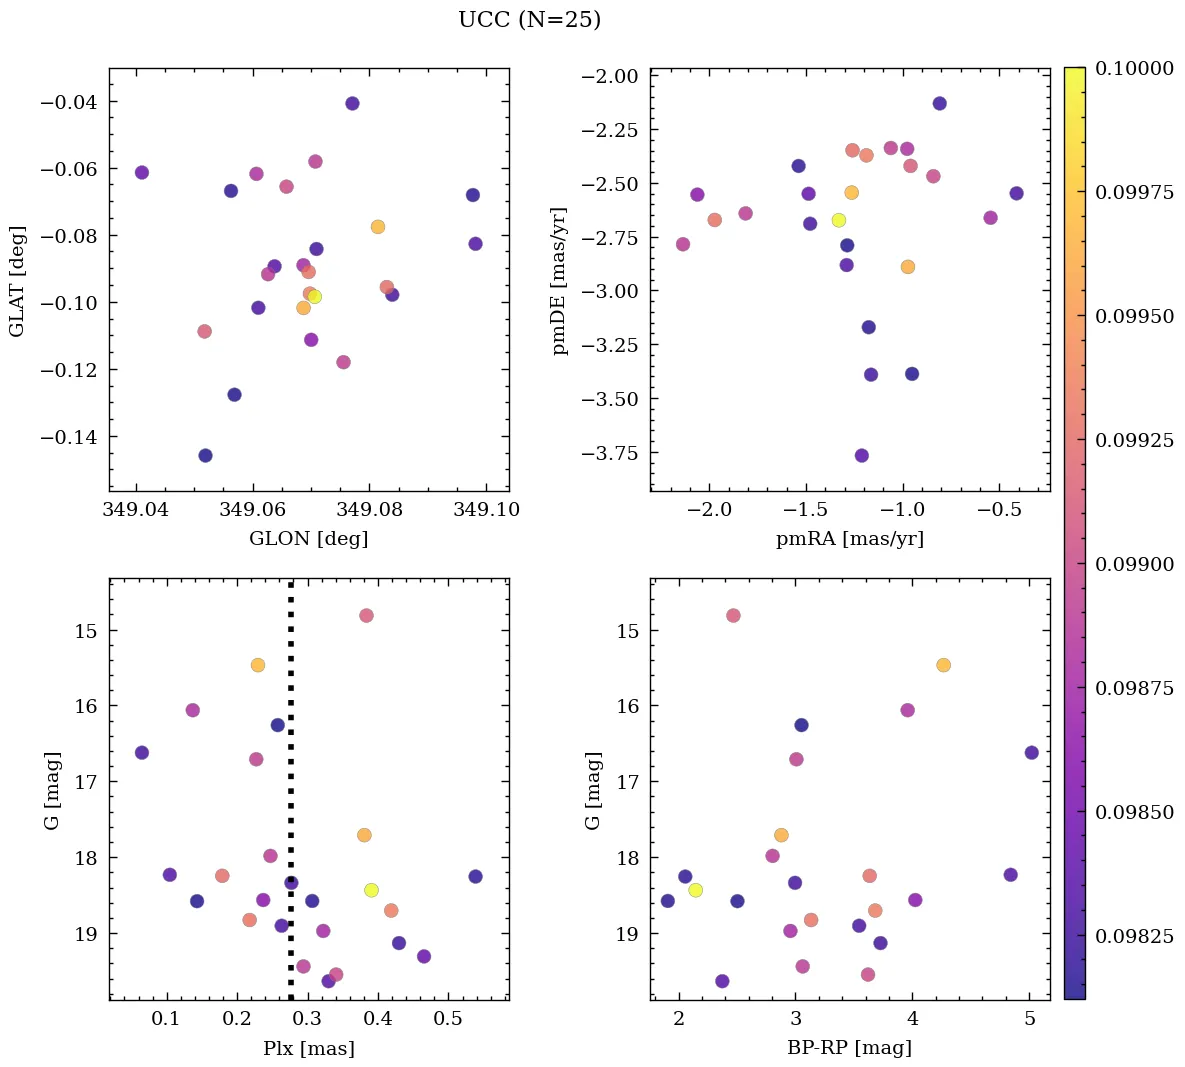 UCC (N=25)
−0.04
−0.06
−0.08
−0.10
−0.12
−0.14
GLAT [deg]
349.04 349.06 349.08 349.10
GLON [deg]
−2.00
−2.25
−2.50
−2.75
−3.00
−3.25
−3.50
−3.75
pmDE [mas/yr]
−2.0 −1.5 −1.0 −0.5
pmRA [mas/yr]
0.10000
0.09975
0.09950
0.09925
0.09900
0.09875
0.09850
0.09825
15
16
17
18
19
G [mag]
0.1 0.2 0.3 0.4 0.5
Plx [mas]
15
16
17
18
19
G [mag]
2 3 4 5
BP-RP [mag]